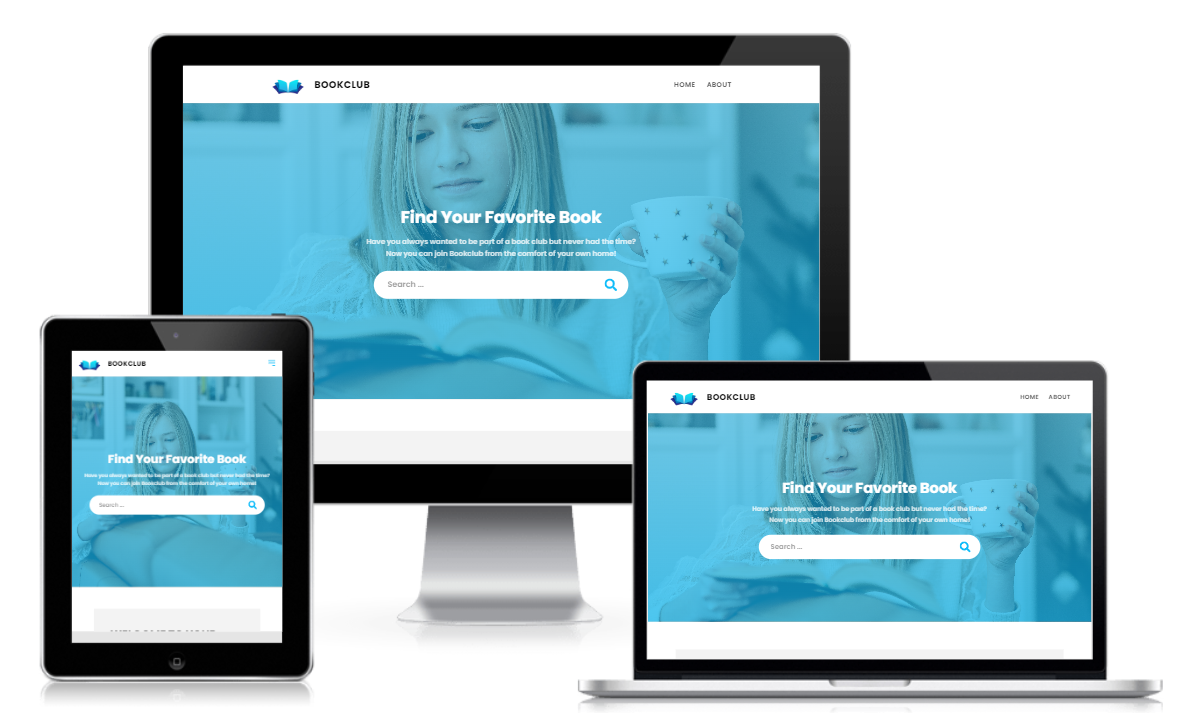 BOOKCLUB
HOME ABOUT
Find Your Favorite Book
Have you always wanted to be part of a book club but never had the time?
Now you can join Bookclub from the comfort of your own home!
Search ...
BOOKCLUB
Find Your Favorite Book
Have you always wanted to be part of a book club but never had the time?
Now you can join Bookclub from the comfort of your own home!
Search ...
BOOKCLUB
HOME ABOUT
Find Your Favorite Book
Have you always wanted to be part of a book club but never had the time?
Now you can join Bookclub from the comfort of your own home!
Search ...